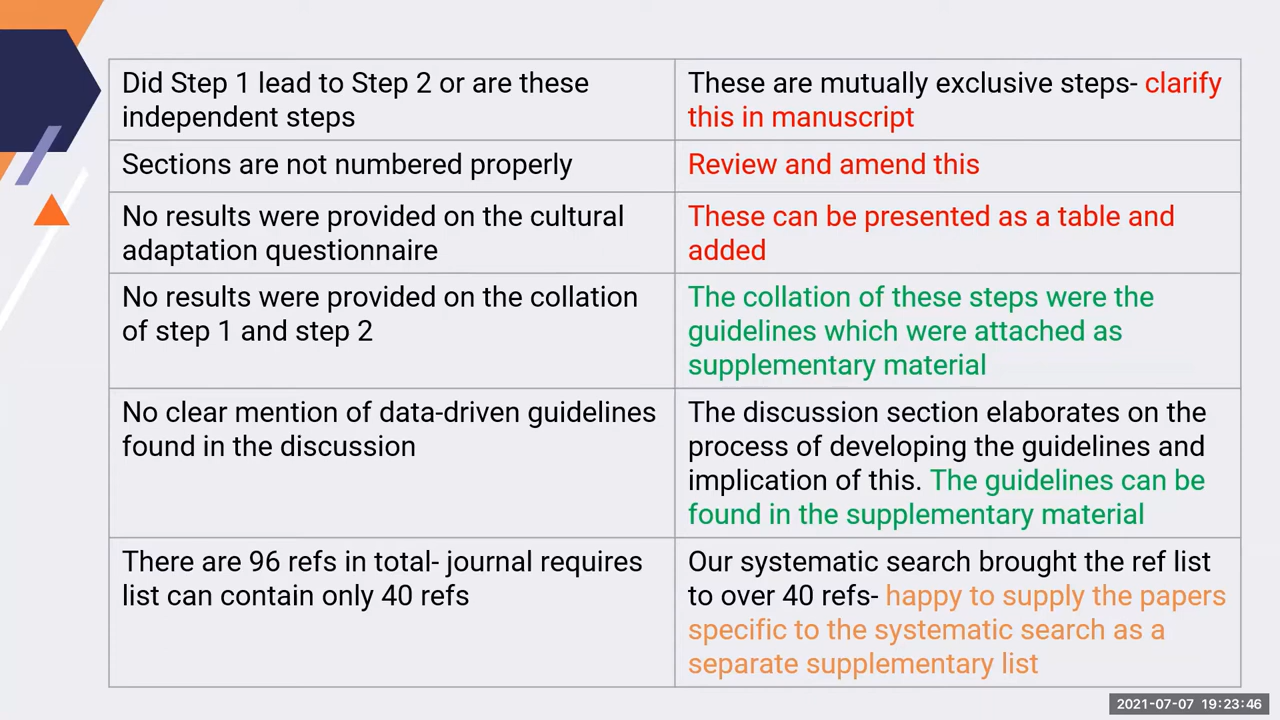 Did Step 1 lead to Step 2 or are these
independent steps
These are mutually exclusive steps- clarify
this in manuscript
Sections are not numbered properly
Review and amend this
No results were provided on the cultural
adaptation questionnaire
These can be presented as a table and
added
No results were provided on the collation
of step 1 and step 2
The collation of these steps were the
guidelines which were attached as
supplementary material
No clear mention of data-driven guidelines
found in the discussion
The discussion section elaborates on the
process of developing the guidelines and
implication of this. The guidelines can be
found in the supplementary material
There are 96 refs in total- journal requires
list can contain only 40 refs
Our systematic search brought the ref list
to over 40 refs- happy to supply the papers
specific to the systematic search as a
separate supplementary list
2021-07-07 19:23:46